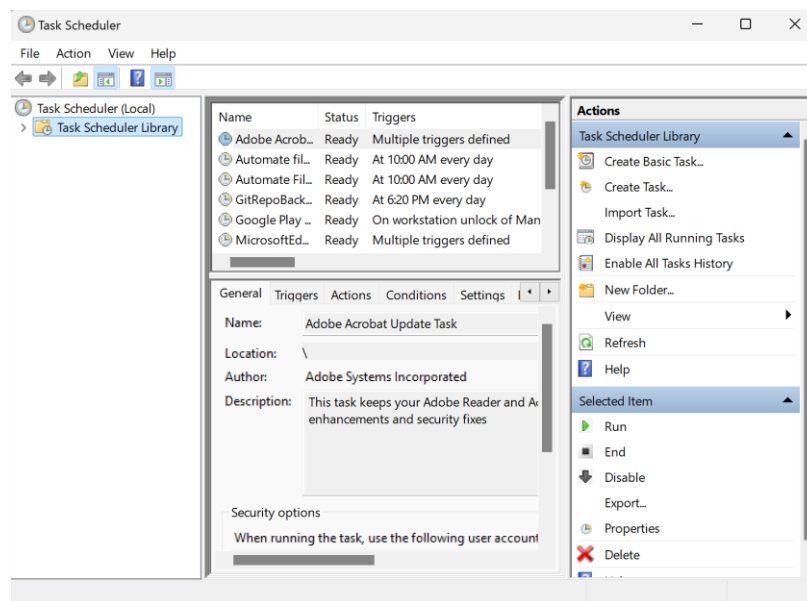 Task Scheduler
File Action View Help
Task Scheduler (Local)
Task Scheduler Library
Name Status Triggers
Adobe Acrob... Ready Multiple triggers defined
Automate fil... Ready At 10:00 AM every day
Automate Fil... Ready At 10:00 AM every day
GitRepoBack... Ready At 6:20 PM every day
Google Play ... Ready On workstation unlock of Man
MicrosoftEd... Ready Multiple triggers defined
General Triggers Actions Conditions Settings
Name: Adobe Acrobat Update Task
Location: \
Author: Adobe Systems Incorporated
Description: This task keeps your Adobe Reader and
enhancements and security fixes
Security options
When running the task, use the following user account
Actions
Task Scheduler Library
Create Basic Task...
Create Task...
Import Task...
Display All Running Tasks
Enable All Tasks History
New Folder...
View
Refresh
Help
Selected Item
Run
End
Disable
Export...
Properties
Delete